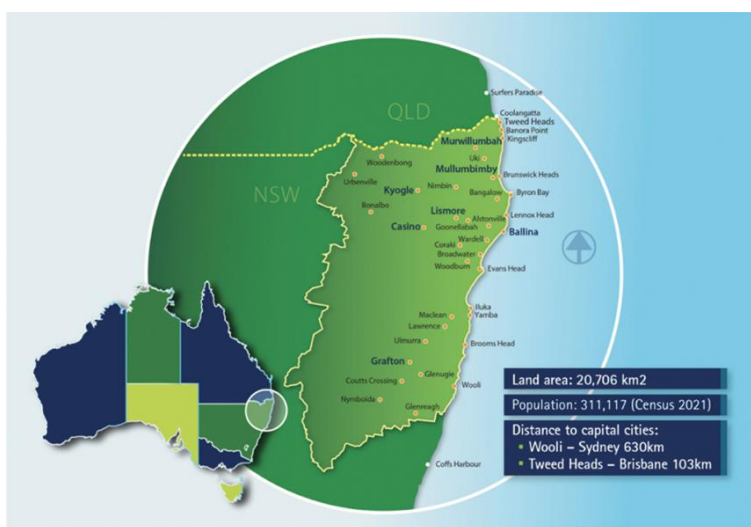 Surfers Paradise
QLD
Coolangatta
Tweed Heads
Banora Point
Kingscliff
Murwillumbah
Woodenbong
Uki
Mullumbimby
Urbenville
Brunswick Heads
NSW
Kyogle
Nimbin
Bangalow
Byron Bay
Bonalbo
Lismore
Lennox Head
Alstonville
Goonellabah
Casino
Ballina
Wardell
Coraki
Broadwater
Woodburn
Evans Head
Iluka
Maclean
Yamba
Lawrence
Ulmarra
Brooms Head
Grafton
Glenugie
Coutts Crossing
Wooli
Nymboida
Glenreagh
Coffs Harbour
Land area: 20,706 km2
Population: 311,117 (Census 2021)
Distance to capital cities:
Wooli – Sydney 630km
Tweed Heads – Brisbane 103km